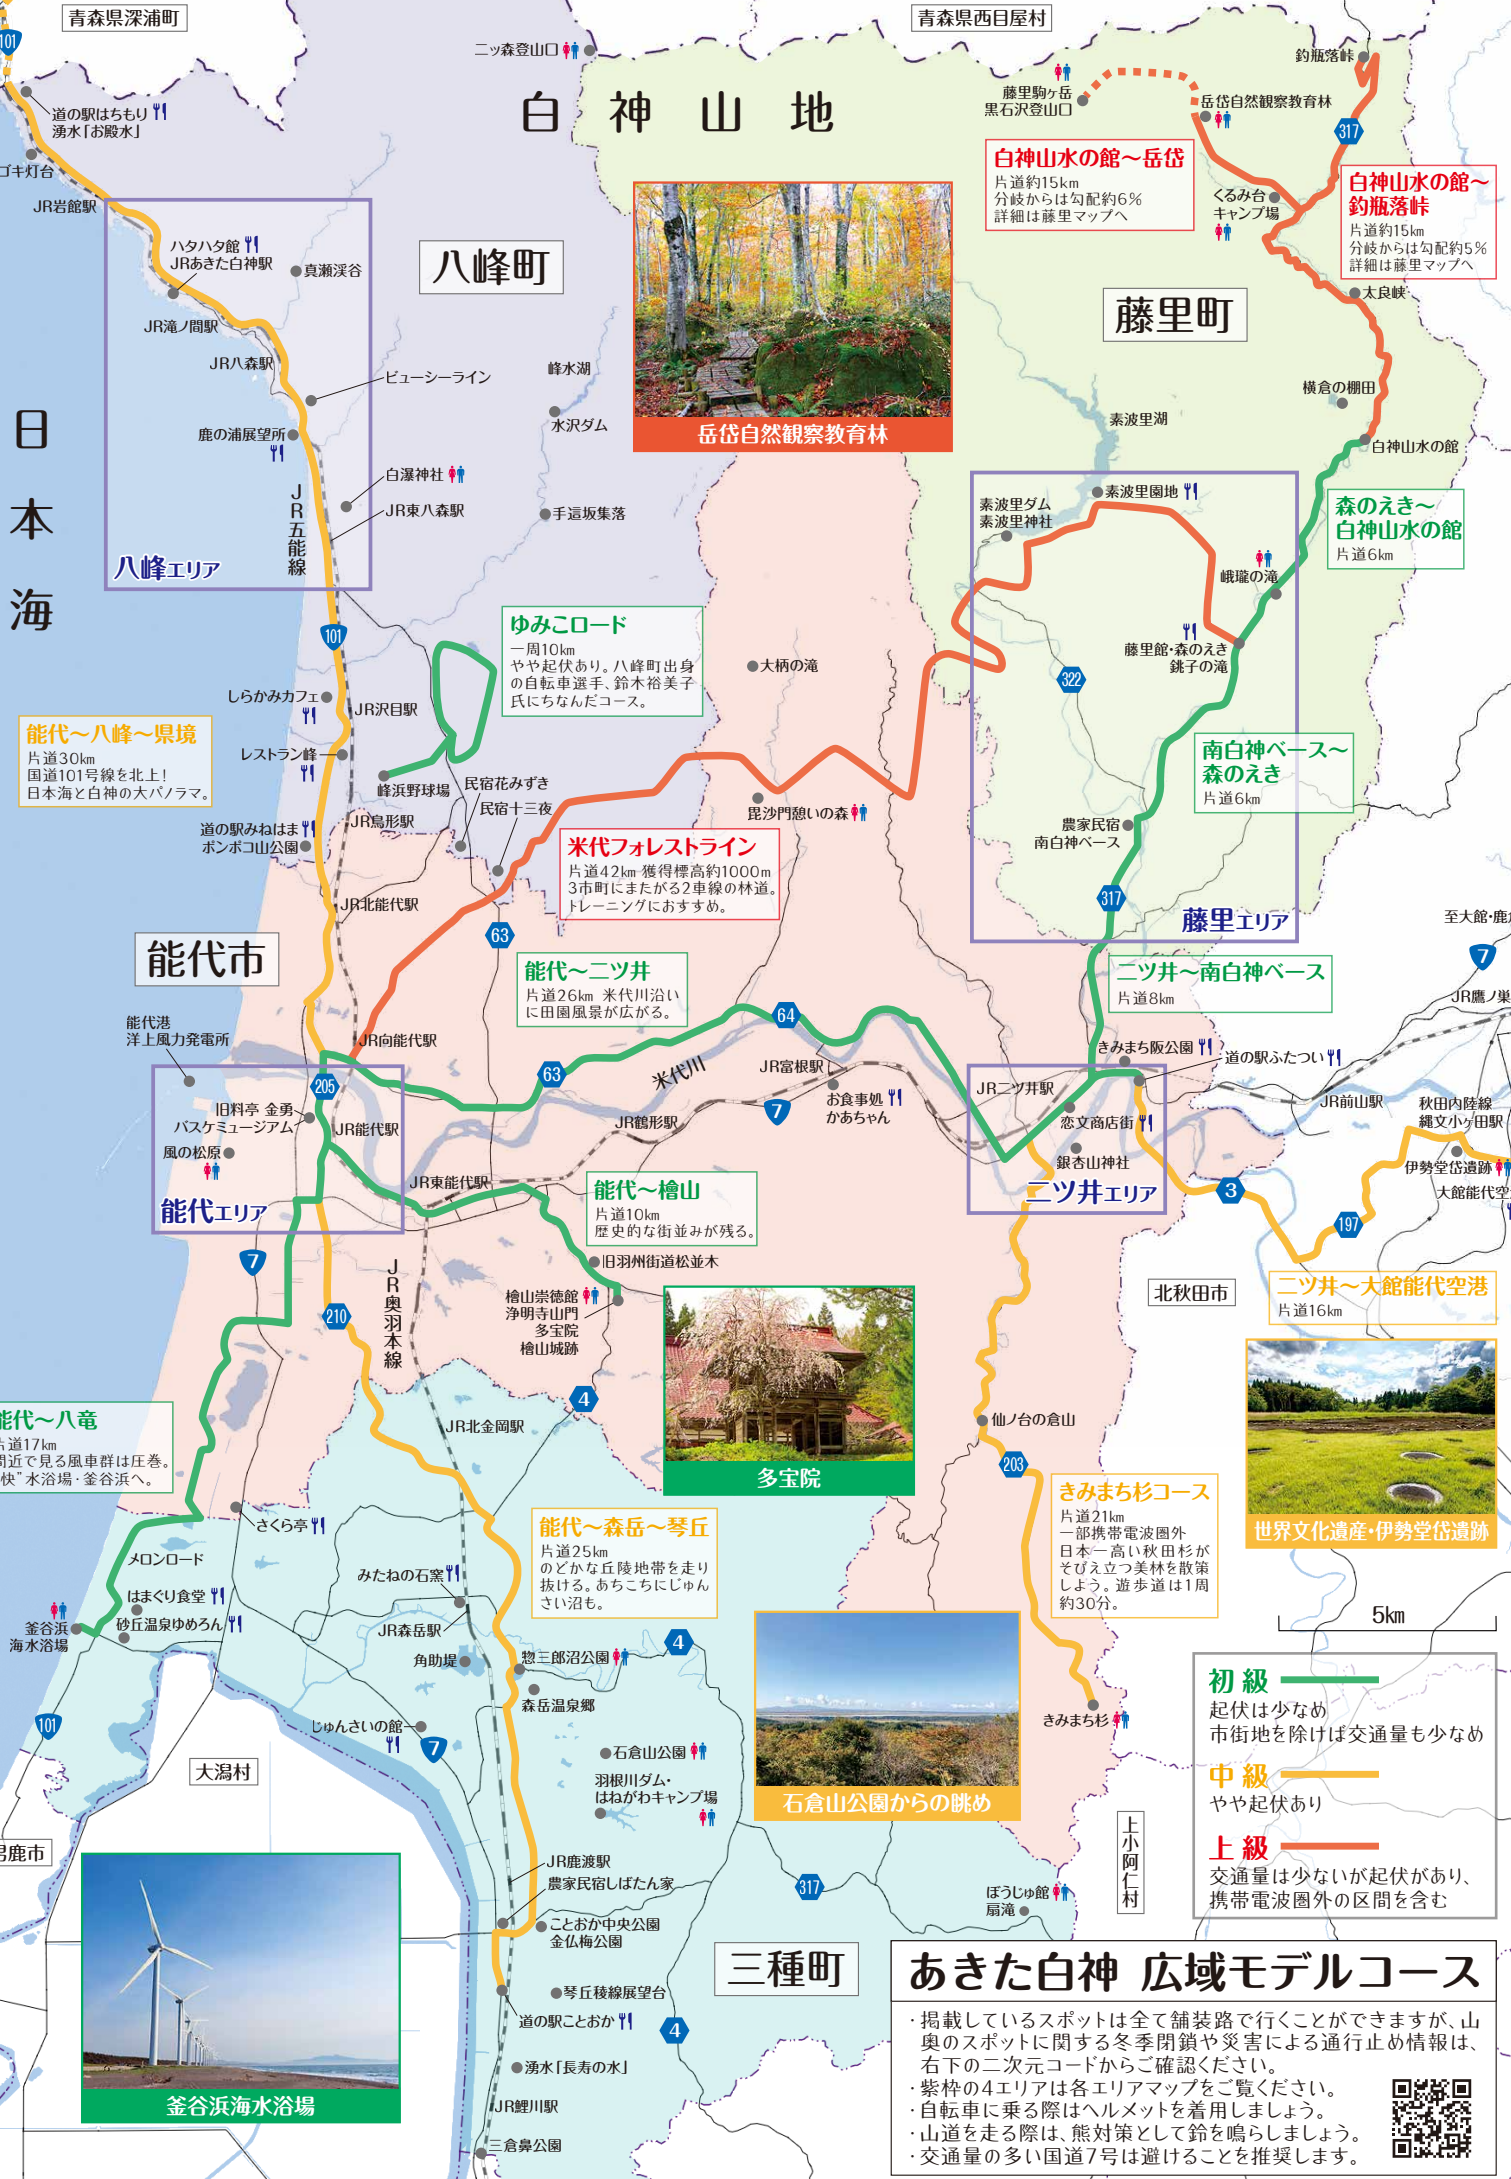 青森県深浦町
青森県西目屋村
101
道の駅はちもり
湧水「お殿水」
JR岩館駅
二ッ森登山口
白神山地
藤里駒ヶ岳
黒石沢登山口
岳岱自然観察教育林
釣瓶落峠
317
白神山水の館～岳岱
片道約15km
分岐からは勾配約6%
詳細は藤里マップへ
くるみ台
キャンプ場
白神山水の館～
釣瓶落峠
片道約15km
分岐からは勾配約5%
詳細は藤里マップへ
太良峡
ハタハタ館
JRあきた白神駅
真瀬渓谷
八峰町
藤里町
JR滝ノ間駅
JR八森駅
ビューシーライン
峰水湖
水沢ダム
鹿の浦展望所
白瀑神社
JR東八森駅
手這坂集落
JR五能線
八峰エリア
日本海
岳岱自然観察教育林
横倉の棚田
素波里湖
白神山水の館
素波里ダム
素波里神社
素波里園地
森のえき～
白神山水の館
片道6km
峨瓏の滝
藤里館・森のえき
銚子の滝
322
101
ゆみこロード
一周10km
やや起伏あり。八峰町出身
の自転車選手、鈴木裕美子
氏にちなんだコース。
大柄の滝
しらかみカフェ
JR沢目駅
能代～八峰～県境
片道30km
国道101号線を北上!
日本海と白神の大パノラマ。
レストラン峰
峰浜野球場
民宿花みずき
民宿十三夜
南白神ベース～
森のえき
片道6km
道の駅みねはま
ポンポコ山公園
JR鳥形駅
毘沙門憩いの森
農家民宿
南白神ベース
米代フォレストライン
片道42km 獲得標高約1000m
3市町にまたがる2車線の林道。
トレーニングにおすすめ。
JR北能代駅
317
藤里エリア
63
能代市
能代～二ツ井
片道26km 米代川沿い
に田園風景が広がる。
二ツ井～南白神ベース
片道8km
7
JR鷹ノ巣
能代港
洋上風力発電所
JR向能代駅
64
205
63
米代川
JR富根駅
きみまち阪公園
道の駅ふたつい
JR二ツ井駅
旧料亭 金勇
バスケミュージアム
JR能代駅
風の松原
JR鶴形駅
7
お食事処
かあちゃん
恋文商店街
JR前山駅
秋田内陸線
縄文小ヶ田駅
銀杏山神社
伊勢堂岱遺跡
JR東能代駅
能代エリア
能代～檜山
片道10km
歴史的な街並みが残る。
二ツ井エリア
3
197
7
旧羽州街道松並木
北秋田市
二ツ井～大館能代空港
片道16km
JR奥羽本線
210
檜山崇徳館
浄明寺山門
多宝院
檜山城跡
4
多宝院
仙ノ台の倉山
203
JR北金岡駅
さくら亭
メロンロード
能代～森岳～琴丘
片道25km
のどかな丘陵地帯を走り
抜ける。あちこちにじゅん
さい沼も。
きみまち杉コース
片道21km
一部携帯電波圏外
日本一高い秋田杉が
そびえ立つ美林を散策
しよう。遊歩道は1周
約30分。
世界文化遺産・伊勢堂岱遺跡
みたねの石窯
はまぐり食堂
砂丘温泉ゆめろん
釜谷浜
海水浴場
JR森岳駅
角助堤
惣三郎沼公園
4
森岳温泉郷
5km
初級
起伏は少なめ
市街地を除けば交通量も少なめ
中級
やや起伏あり
上級
交通量は少ないが起伏があり、
携帯電波圏外の区間を含む
101
じゅんさいの館
7
大潟村
石倉山公園
羽根川ダム・
はねがわキャンプ場
石倉山公園からの眺め
きみまち杉
上小阿仁村
JR鹿渡駅
農家民宿しばたん家
317
ぼうじゅ館
扇滝
ことおか中央公園
金仏梅公園
三種町
琴丘稜線展望台
道の駅ことおか
4
湧水「長寿の水」
JR鯉川駅
三倉鼻公園
釜谷浜海水浴場
あきた白神 広域モデルコース
・掲載しているスポットは全て舗装路で行くことができますが、山
奥のスポットに関する冬季閉鎖や災害による通行止め情報は、
右下の二次元コードからご確認ください。
・紫枠の4エリアは各エリアマップをご覧ください。
・自転車に乗る際はヘルメットを着用しましょう。
・山道を走る際は、熊対策として鈴を鳴らしましょう。
・交通量の多い国道7号は避けることを推奨します。